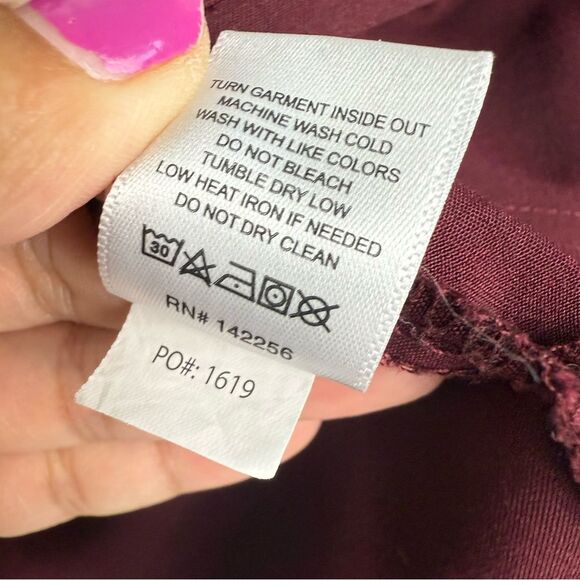 TURN GARMENT INSIDE OUT
MACHINE WASH COLD
WASH WITH LIKE COLORS
DO NOT BLEACH
TUMBLE DRY LOW
LOW HEAT IRON IF NEEDED
DO NOT DRY CLEAN
30
RN# 142256
PO#: 1619